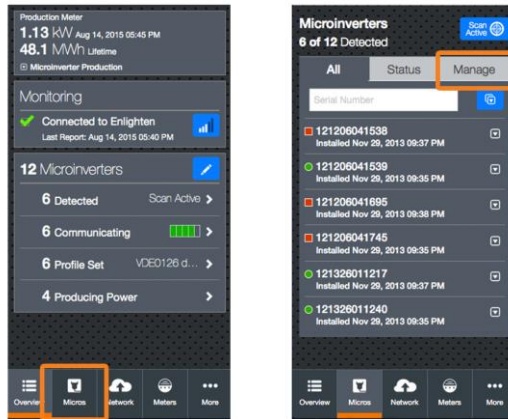 Production Meter
1.13 kW Aug 14, 2015 05:45 PM
48.1 MWh Lifetime
Microinverter Production
Monitoring
Connected to Enlighten
Last Report: Aug 14, 2015 05:40 PM
12 Microinverters
6 Detected Scan Active
6 Communicating
6 Profile Set VDE0126 d...
4 Producing Power
Overview Micros Network Meters More
Microinverters
6 of 12 Detected
Scan
Active
All Status Manage
Serial Number
121206041538
Installed Nov 29, 2013 09:37 PM
121206041539
Installed Nov 29, 2013 09:35 PM
121206041695
Installed Nov 29, 2013 09:38 PM
121206041745
Installed Nov 29, 2013 09:35 PM
121326011217
Installed Nov 29, 2013 09:37 PM
121326011240
Installed Nov 29, 2013 09:35 PM
Overview Micros Network Meters More